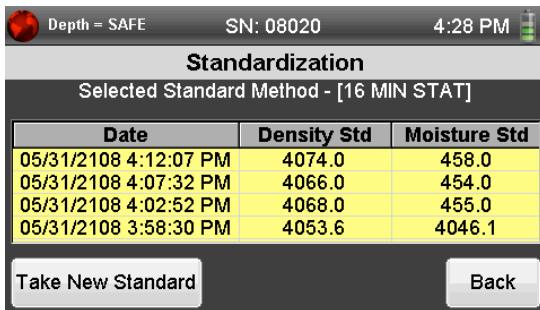 Depth = SAFE SN: 08020 4:28 PM
Standardization
Selected Standard Method - [16 MIN STAT]
Date Density Std Moisture Std
05/31/2108 4:12:07 PM 4074.0 458.0
05/31/2108 4:07:32 PM 4066.0 454.0
05/31/2108 4:02:52 PM 4068.0 455.0
05/31/2108 3:58:30 PM 4053.6 4046.1
Take New Standard Back